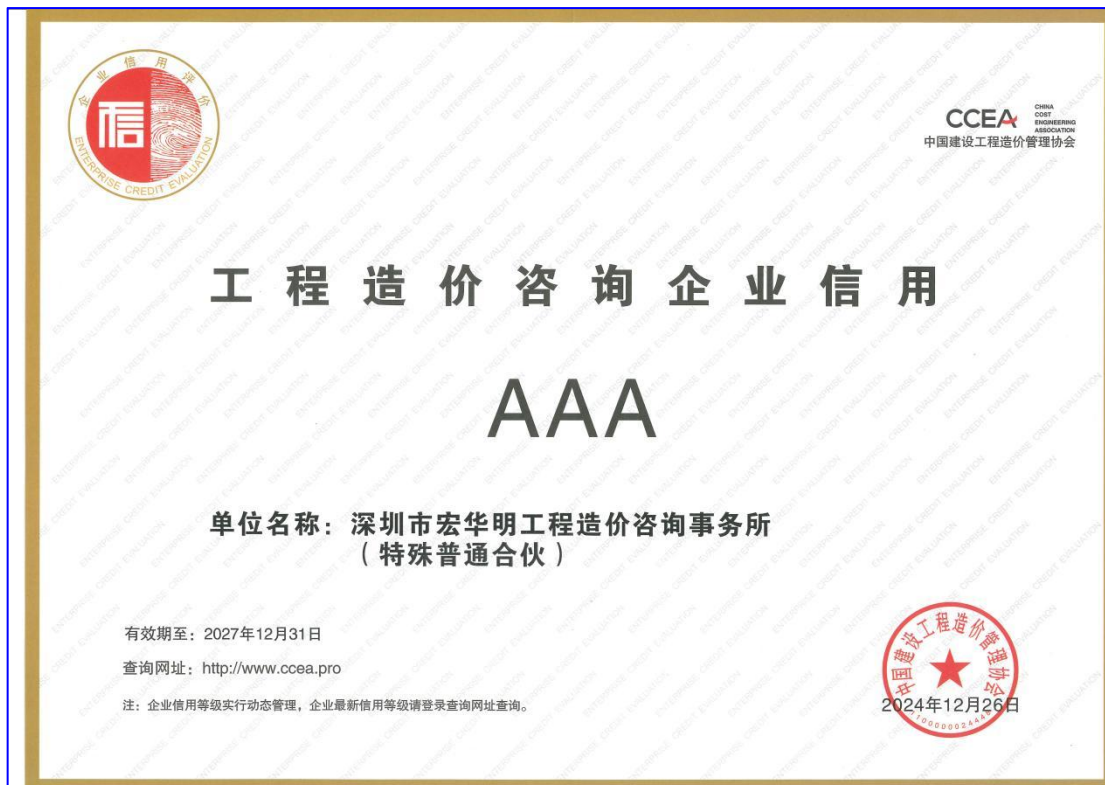 企业信用评价
信
ENTERPRISE CREDIT EVALUATION
CCEA
CHINA
COST
ENGINEERING
ASSOCIATION
中国建设工程造价管理协会
工程造价咨询企业信用
AAA
单位名称：深圳市宏华明工程造价咨询事务所
（特殊普通合伙）
有效期至：2027年12月31日
查询网址：http://www.ccea.pro
注：企业信用等级实行动态管理，企业最新信用等级请登录查询网址查询。
中国建设工程造价管理协会
2024年12月26日